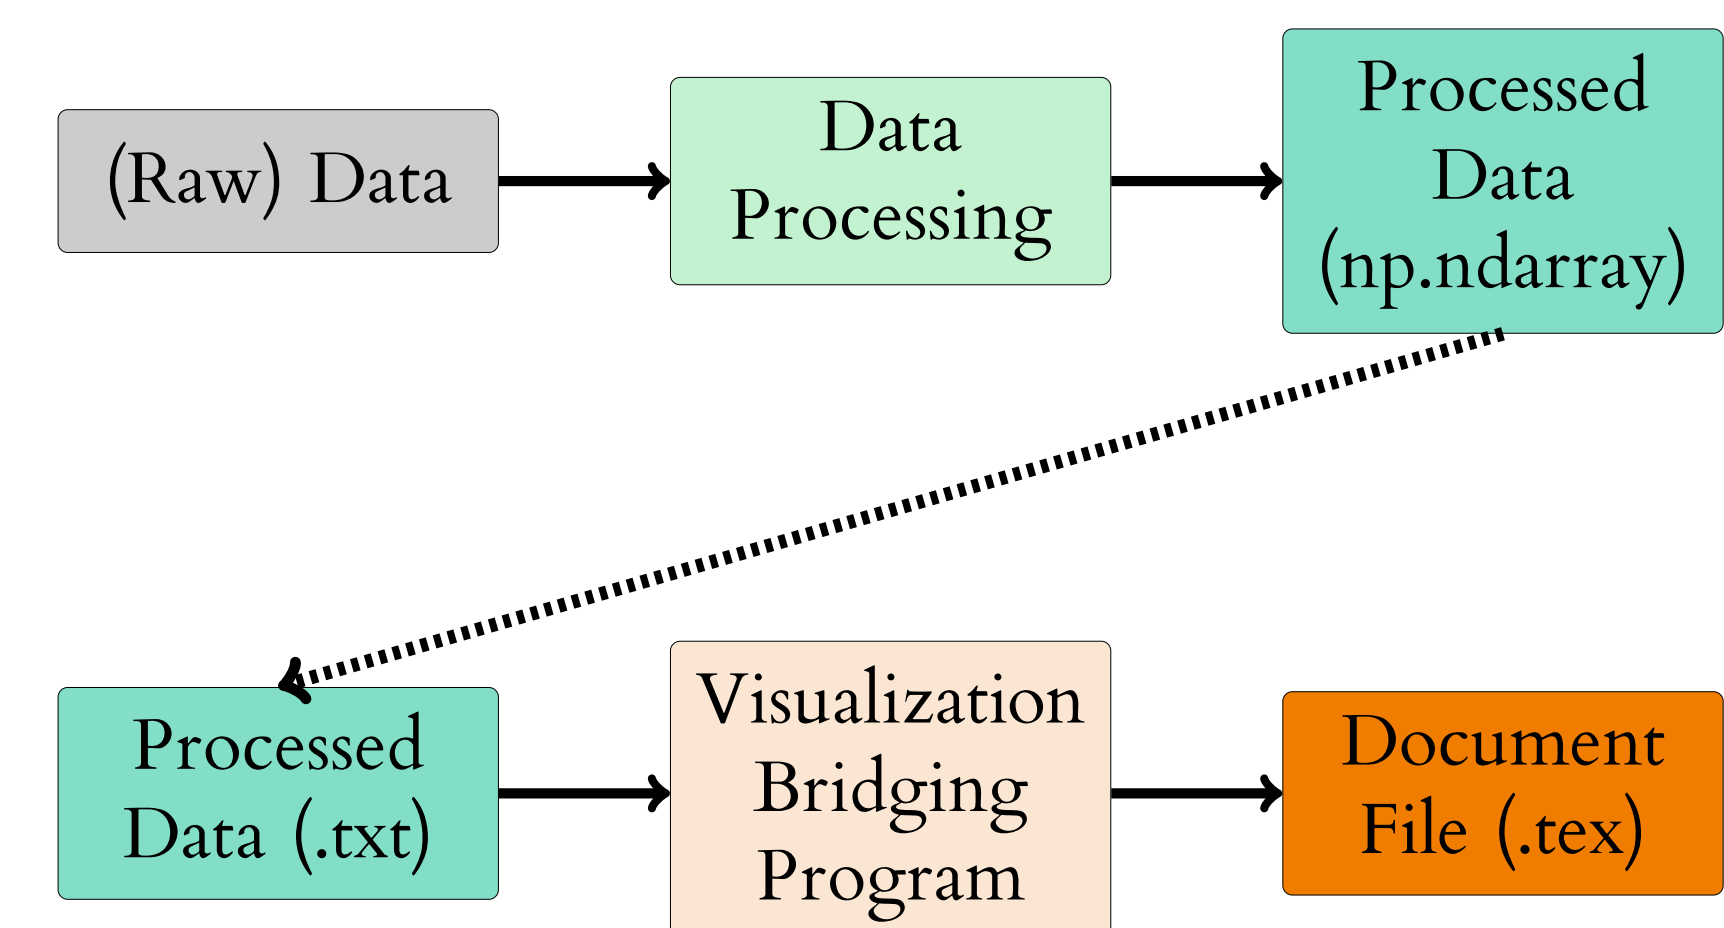 (Raw) Data
Data
Processing
Processed
Data
(np.ndarray)
Processed
Data (.txt)
Visualization
Bridging
Program
Document
File (.tex)